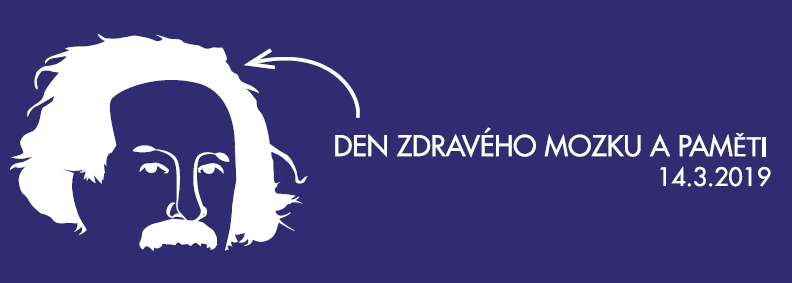 DEN ZDRAVÉHO MOZKU A PAMĚTI
14.3.2019